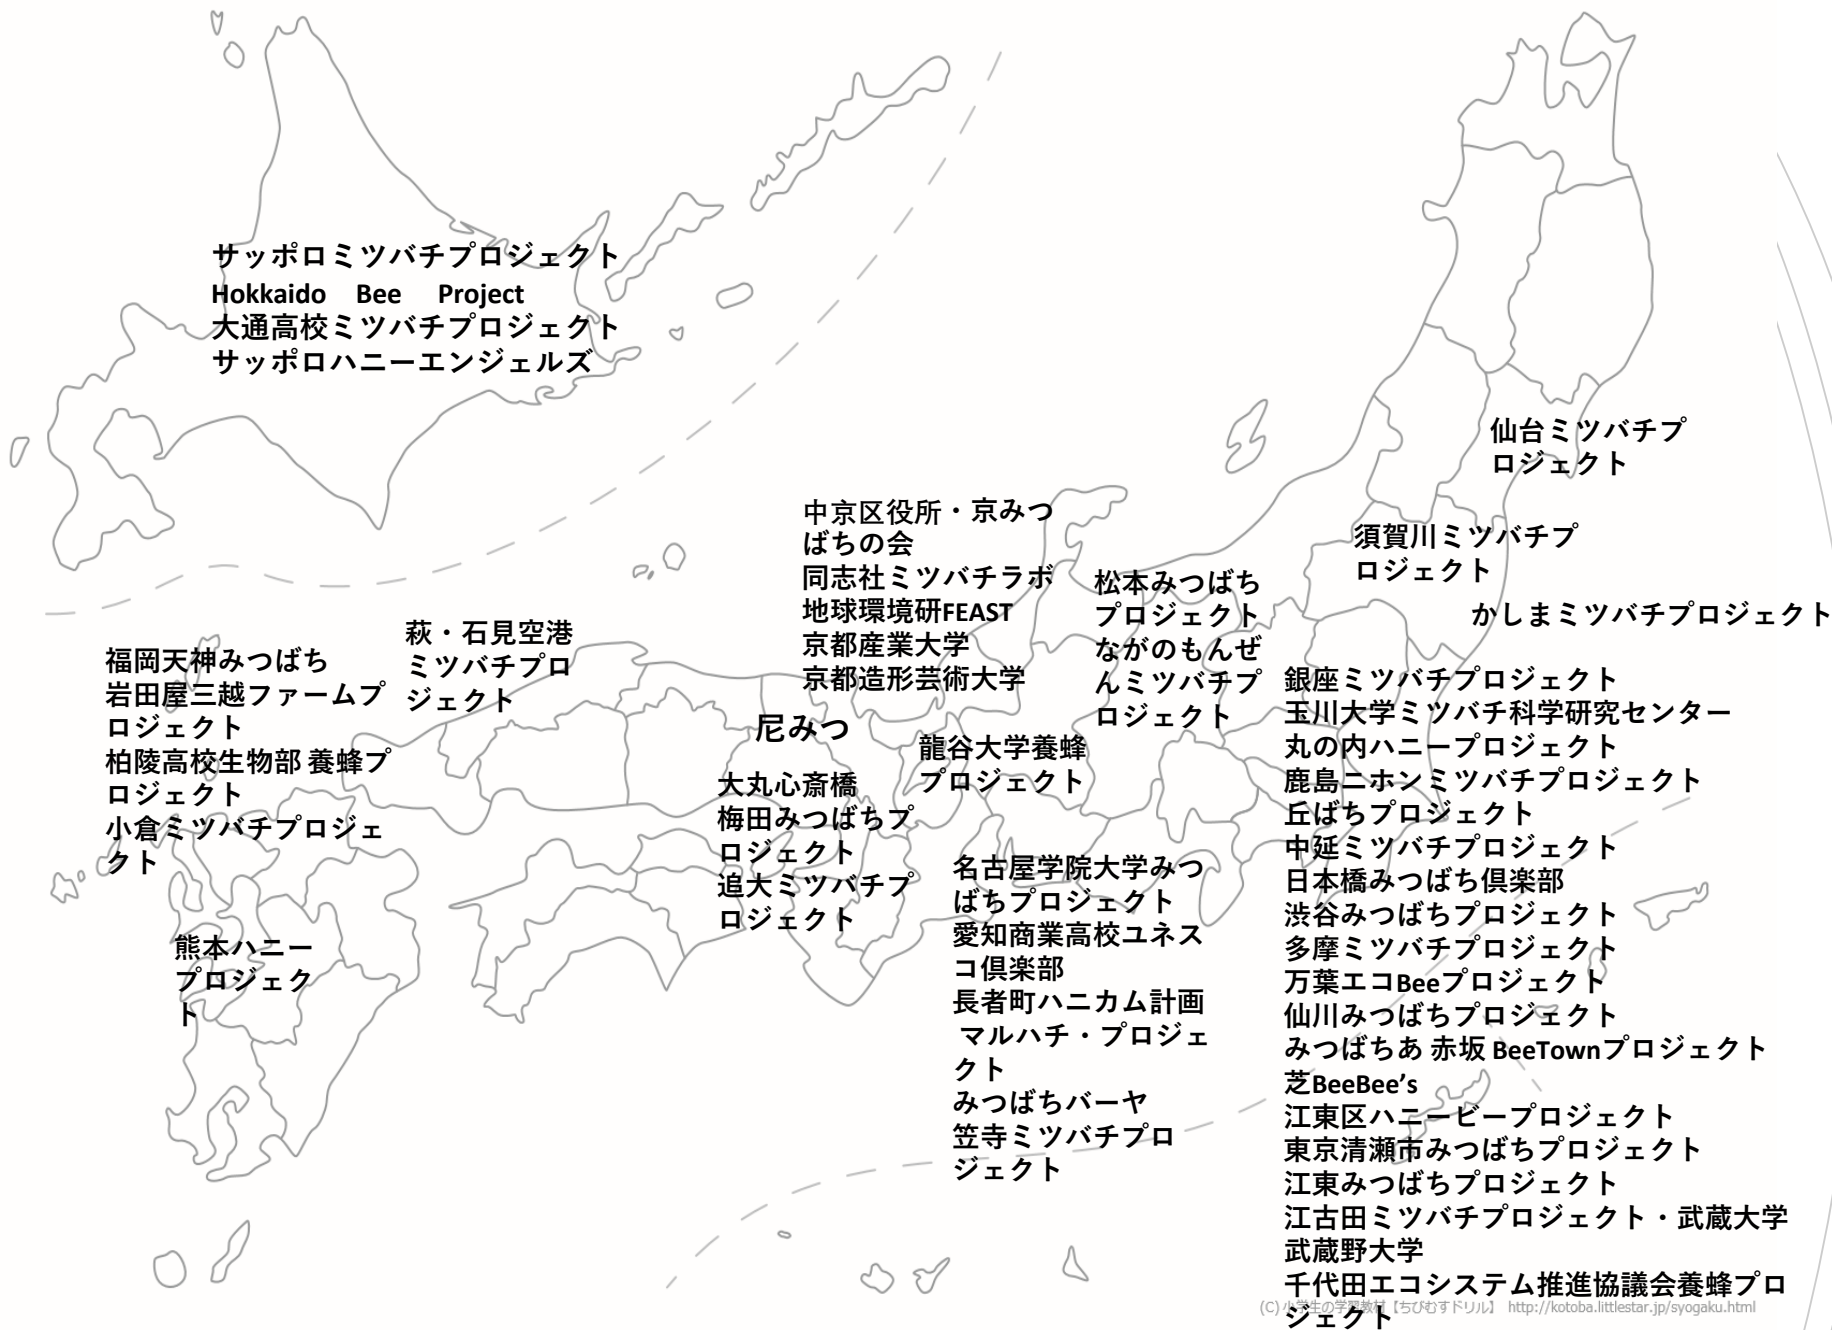 サッポロミツバチプロジェクト
Hokkaido Bee Project
大通高校ミツバチプロジェクト
サッポロハニーエンジェルズ
仙台ミツバチプ
ロジェクト
須賀川ミツバチプ
ロジェクト
かしまミツバチプロジェクト
中京区役所・京みつ
ばちの会
同志社ミツバチラボ
地球環境研FEAST
京都産業大学
京都造形芸術大学
松本みつばち
プロジェクト
ながのもんぜ
んミツバチプ
ロジェクト
萩・石見空港
ミツバチプロ
ジェクト
福岡天神みつばち
岩田屋三越ファームプ
ロジェクト
柏陵高校生物部 養蜂プ
ロジェクト
小倉ミツバチプロジェ
クト
熊本ハニー
プロジェク
ト
尼みつ
大丸心斎橋
梅田みつばちプ
ロジェクト
追大ミツバチプ
ロジェクト
龍谷大学養蜂
プロジェクト
名古屋学院大学みつ
ばちプロジェクト
愛知商業高校ユネス
コ倶楽部
長者町ハニカム計画
マルハチ・プロジェ
クト
みつばちバーヤ
笠寺ミツバチプロ
ジェクト
銀座ミツバチプロジェクト
玉川大学ミツバチ科学研究センター
丸の内ハニープロジェクト
鹿島ニホンミツバチプロジェクト
丘ばちプロジェクト
中延ミツバチプロジェクト
日本橋みつばち倶楽部
渋谷みつばちプロジェクト
多摩ミツバチプロジェクト
万葉エコBeeプロジェクト
仙川みつばちプロジェクト
みつばちあ 赤坂 BeeTownプロジェクト
芝BeeBee’s
江東区ハニービープロジェクト
東京清瀬市みつばちプロジェクト
江東みつばちプロジェクト
江古田ミツバチプロジェクト・武蔵大学
武蔵野大学
千代田エコシステム推進協議会養蜂プロ
ジェクト
(C) 小学生の学習教材【ちびむすドリル】 http://kotoba.littlestar.jp/syogaku.html